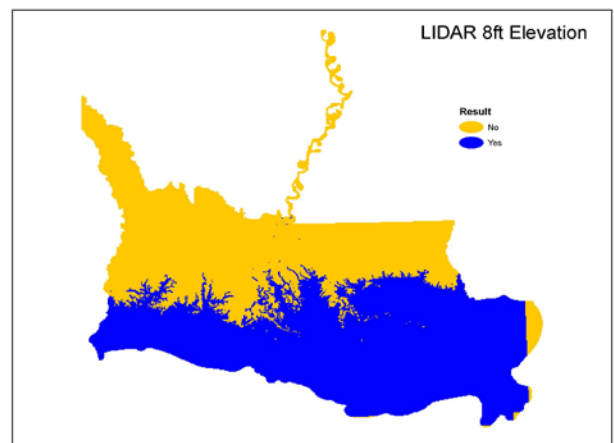 LIDAR 8ft Elevation
Result
No
Yes